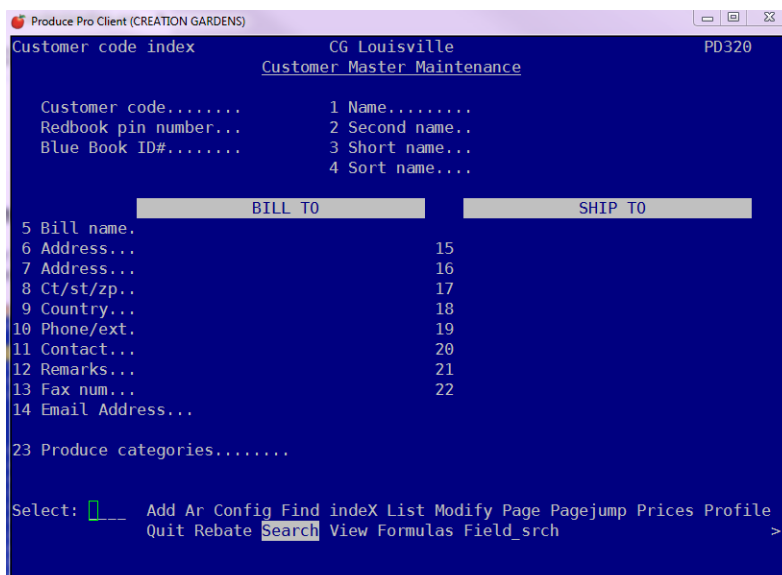 Produce Pro Client (CREATION GARDENS)
Customer code index CG Louisville PD320
Customer Master Maintenance
Customer code........ 1 Name.........
Redbook pin number... 2 Second name..
Blue Book ID#........ 3 Short name...
4 Sort name....
BILL TO SHIP TO
5 Bill name.
6 Address... 15
7 Address... 16
8 Ct/st/zp.. 17
9 Country... 18
10 Phone/ext. 19
11 Contact... 20
12 Remarks... 21
13 Fax num... 22
14 Email Address...
23 Produce categories........
Select: ___ Add Ar Config Find indeX List Modify Page Pagejump Prices Profile
Quit Rebate Search View Formulas Field_srch >